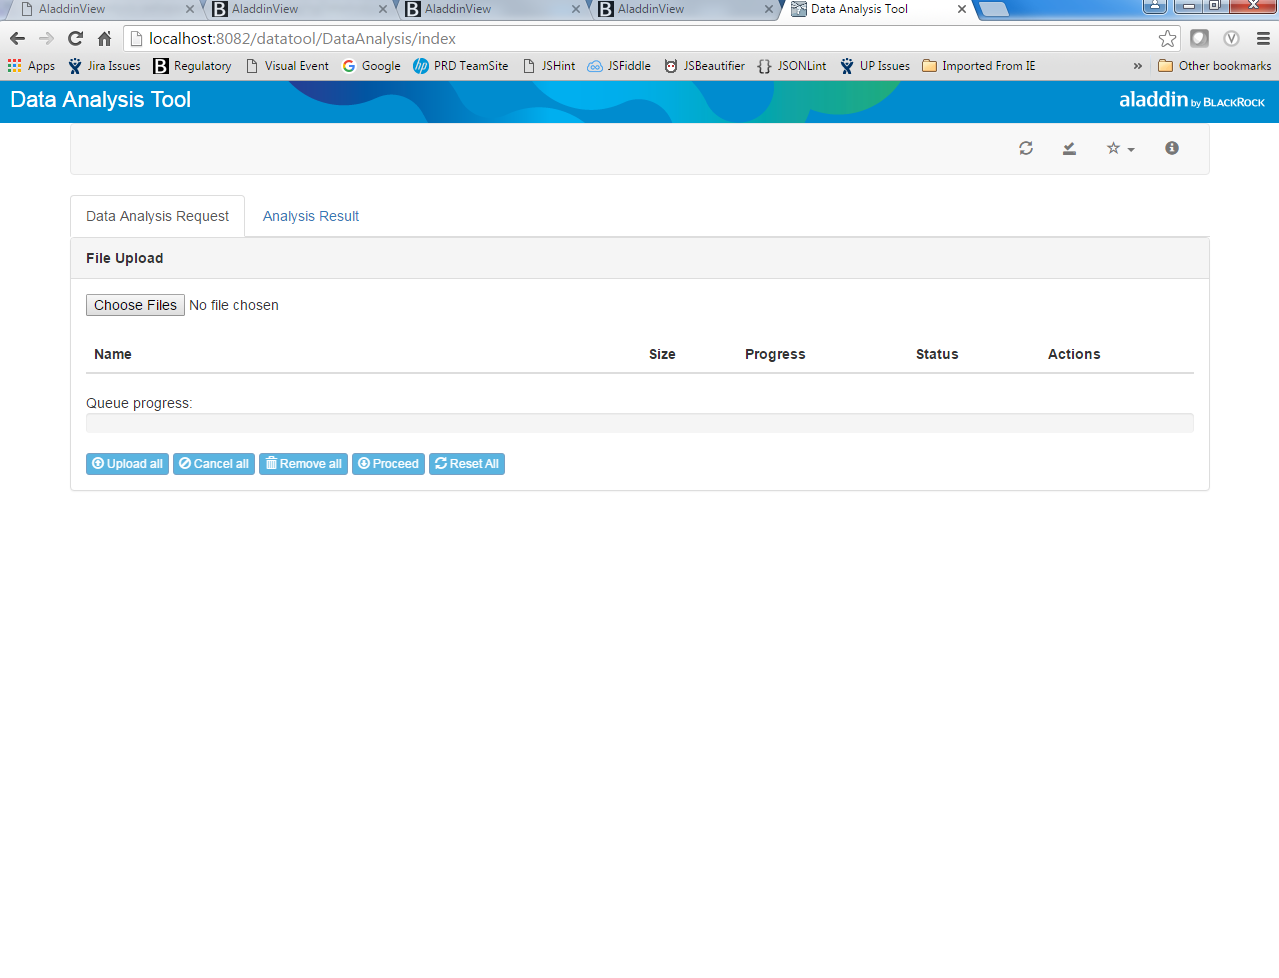 AladdinView AladdinView AladdinView AladdinView Data Analysis Tool
localhost:8082/datatool/DataAnalysis/index
Apps Jira Issues B Regulatory Visual Event Google hp PRD TeamSite JSHint JSFiddle JSBeautifier {} JSONLint UP Issues Imported From IE » Other bookmarks
Data Analysis Tool aladdin by BLACKROCK
Data Analysis Request Analysis Result
File Upload
Choose Files No file chosen
Name Size Progress Status Actions
Queue progress:
Upload all Cancel all Remove all Proceed Reset All